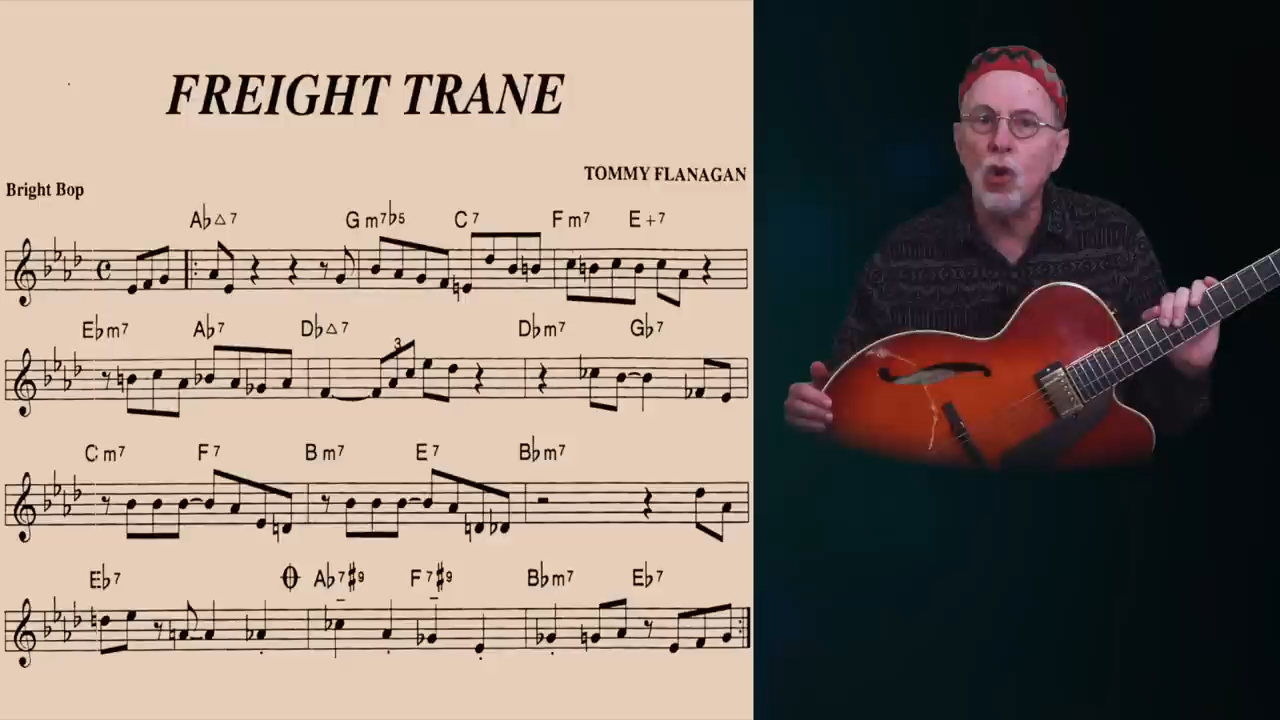 FREIGHT TRANE
TOMMY FLANAGAN
Bright Bop
A♭△7 Gm7♭5 C7 Fm7 E+7
E♭m7 A♭7 D♭△7 D♭m7 G♭7
3
Cm7 F7 Bm7 E7 B♭m7
E♭7 A♭7♯9 F7♯9 B♭m7 E♭7